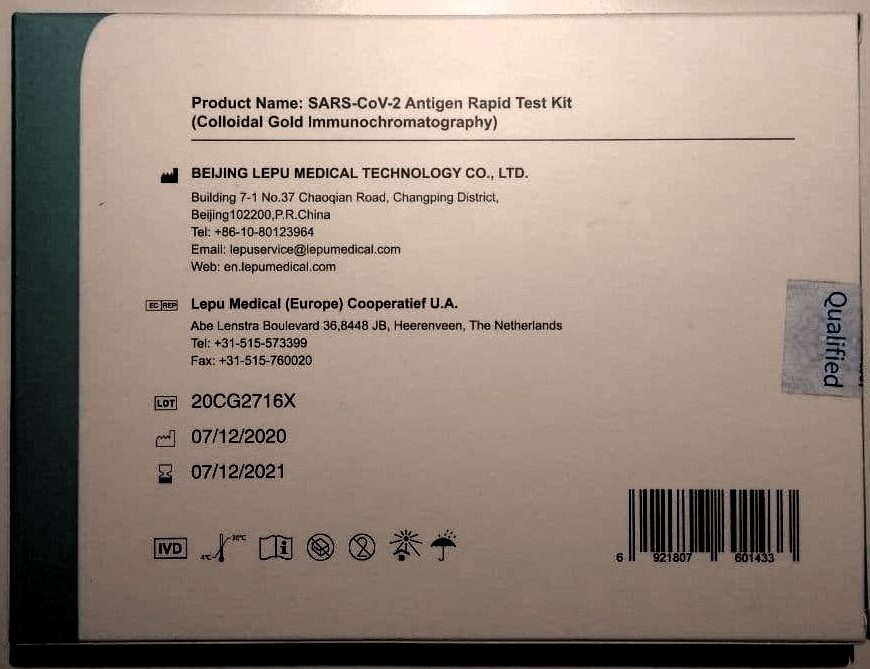 Product Name: SARS-CoV-2 Antigen Rapid Test Kit
(Colloidal Gold Immunochromatography)
BEIJING LEPU MEDICAL TECHNOLOGY CO., LTD.
Building 7-1 No.37 Chaoqian Road, Changping District,
Beijing102200,P.R.China
Tel: +86-10-80123964
Email: lepuservice@lepumedical.com
Web: en.lepumedical.com
EC REP Lepu Medical (Europe) Cooperatief U.A.
Abe Lenstra Boulevard 36,8448 JB, Heerenveen, The Netherlands
Tel: +31-515-573399
Fax: +31-515-760020
LOT 20CG2716X
07/12/2020
07/12/2021
IVD 4°C 30°C
6 921807 601433
Qualified